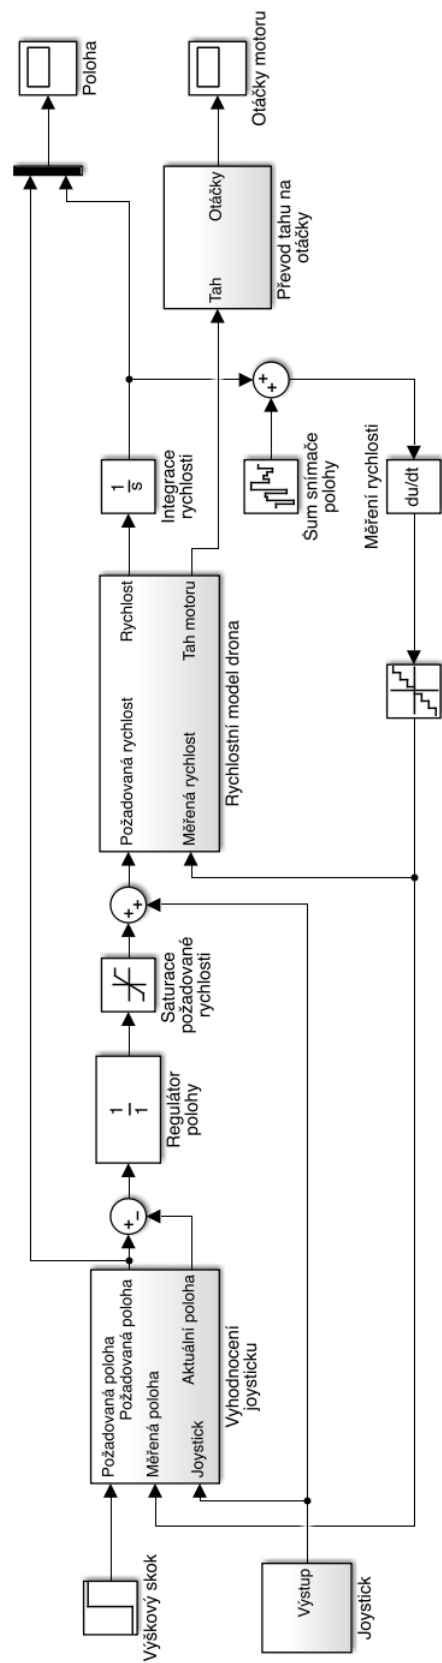 Výškový skok
Požadovaná poloha
Požadovaná poloha
Měřená poloha
Aktuální poloha
Joystick
Vyhodnocení
joysticku
Výstup
Joystick
+
−
1
1
Regulátor
polohy
Saturace
požadované
rychlosti
+
+
Požadovaná rychlost
Rychlost
Měřená rychlost
Tah motoru
Rychlostní model drona
1
s
Integrace
rychlosti
Šum snímače
polohy
+
+
Měření rychlosti
du/dt
Tah
Otáčky
Převod tahu na
otáčky
Poloha
Otáčky motoru